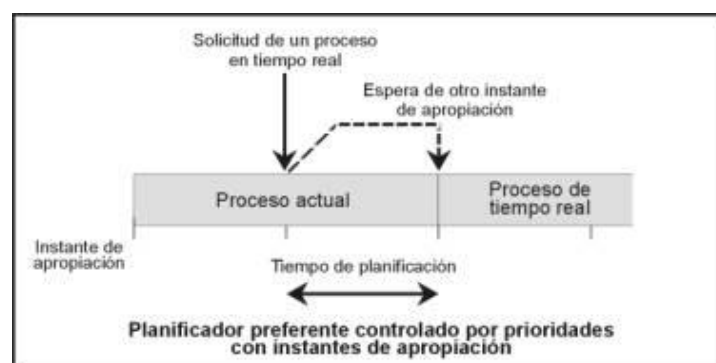 Solicitud de un proceso
en tiempo real
Espera de otro instante
de apropiación
Proceso actual
Proceso de
tiempo real
Instante de
apropiación
Tiempo de planificación
Planificador preferente controlado por prioridades
con instantes de apropiación